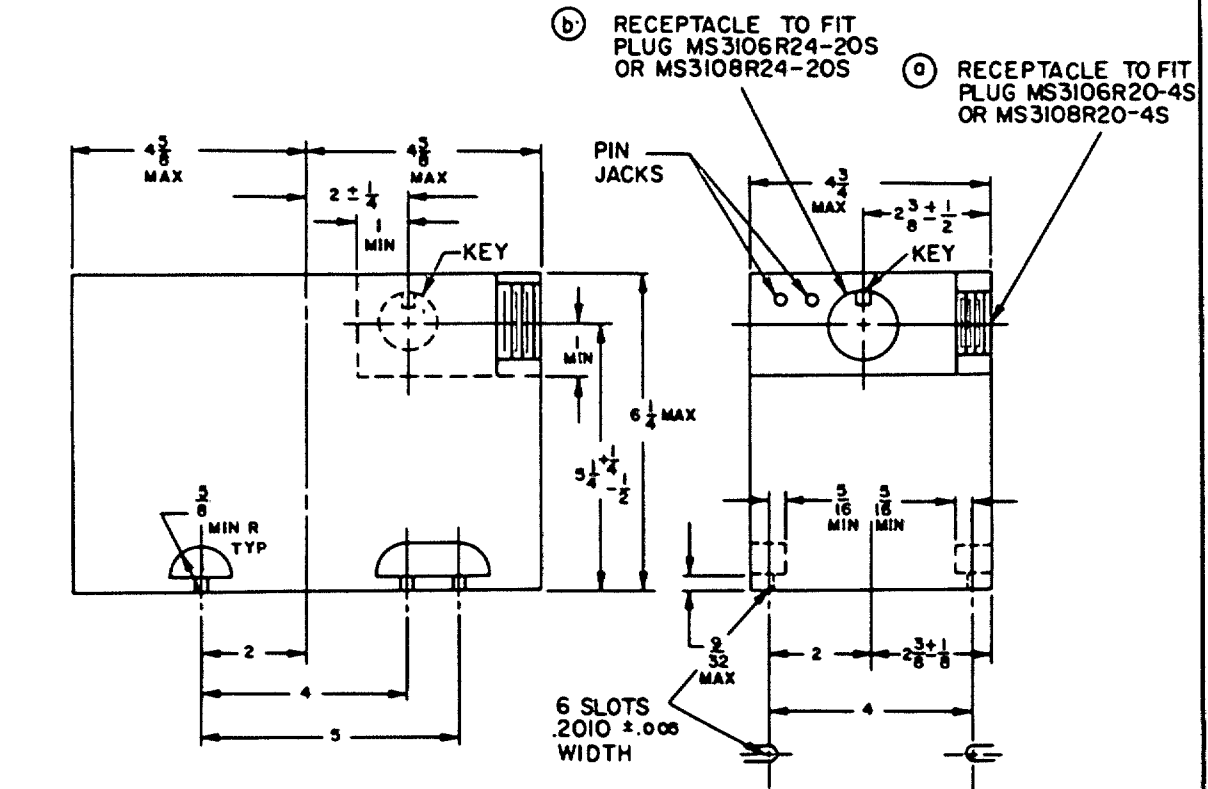 b
RECEPTACLE TO FIT
PLUG MS3106R24-20S
OR MS3108R24-20S
a
RECEPTACLE TO FIT
PLUG MS3106R20-4S
OR MS3108R20-4S
4 5/8
MAX
4 5/8
MAX
2 ± 1/4
1
MIN
KEY
PIN
JACKS
4 3/4
MAX
2 3/8 ± 1/2
KEY
1
MIN
6 1/4 MAX
5 1/4 +1/4 -1/2
5/8
MIN R
TYP
5/16
MIN
5/16
MIN
9/32
MAX
2
4
5
2
2 3/8 ± 1/8
4
6 SLOTS
.2010 ±.005
WIDTH